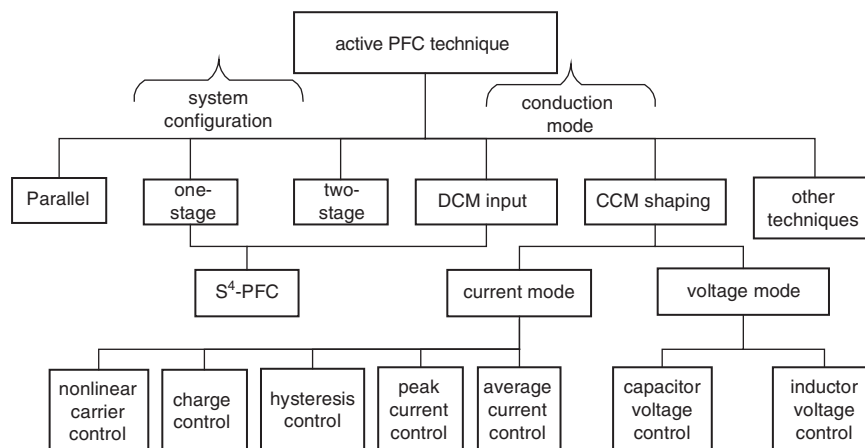 active PFC technique
system
configuration
conduction
mode
Parallel
one-
stage
two-
stage
DCM input
CCM shaping
other
techniques
S⁴-PFC
current mode
voltage mode
nonlinear
carrier
control
charge
control
hysteresis
control
peak
current
control
average
current
control
capacitor
voltage
control
inductor
voltage
control